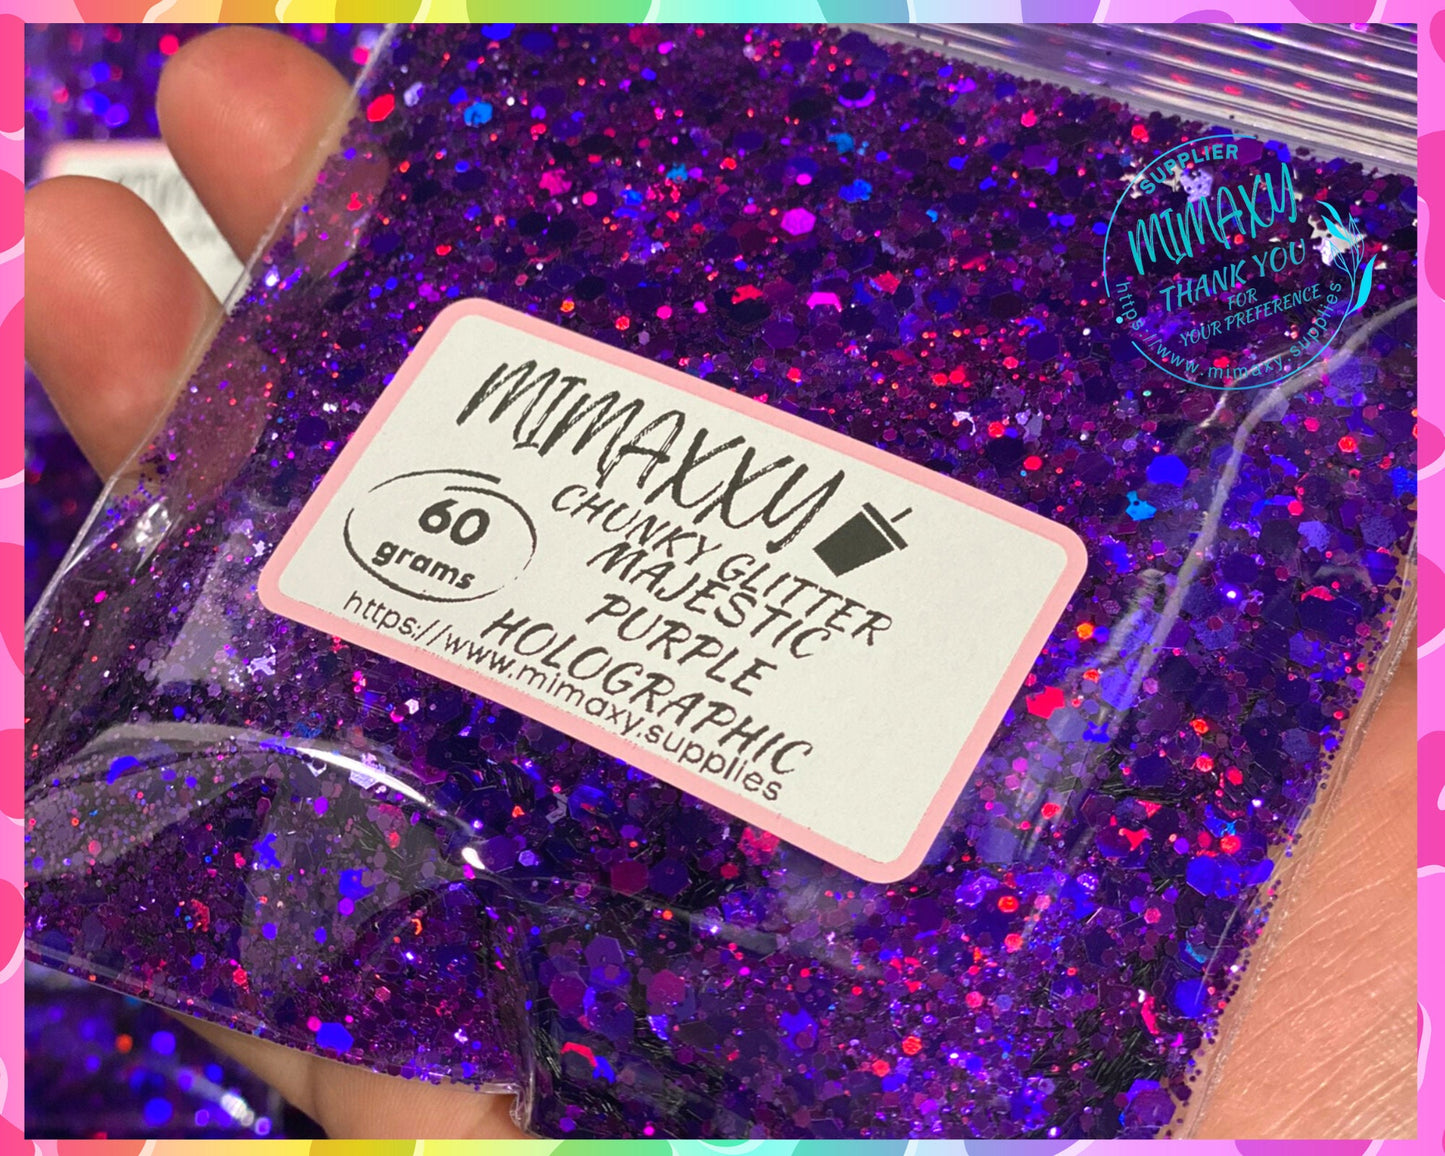 MIMAXXY
60
grams
CHUNKY GLITTER
MAJESTIC
PURPLE
HOLOGRAPHIC
https://www.mimaxy.supplies
SUPPLIER
MIMAXY
THANK YOU
FOR
YOUR PREFERENCE
https://www.mimaxy.supplies